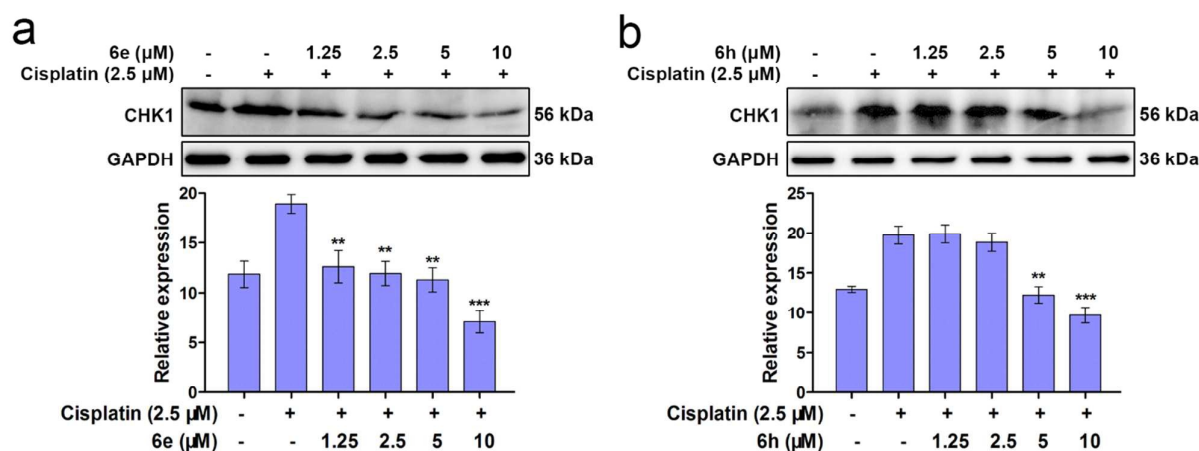 a
6e (μM) - - 1.25 2.5 5 10
Cisplatin (2.5 μM) - + + + + +
CHK1 56 kDa
GAPDH 36 kDa
Relative expression
20
15
10
5
0
** ** ** ***
Cisplatin (2.5 μM) - + + + + +
6e (μM) - - 1.25 2.5 5 10
b
6h (μM) - - 1.25 2.5 5 10
Cisplatin (2.5 μM) - + + + + +
CHK1 56 kDa
GAPDH 36 kDa
Relative expression
25
20
15
10
5
0
** ***
Cisplatin (2.5 μM) - + + + + +
6h (μM) - - 1.25 2.5 5 10